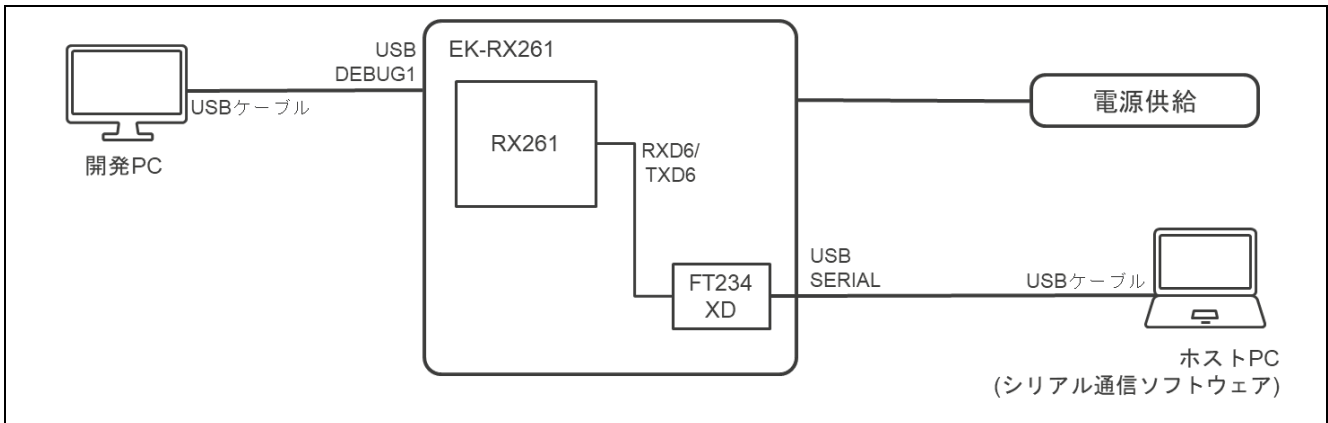 USB
DEBUG1
USBケーブル
開発PC
EK-RX261
RX261
RXD6/
TXD6
FT234
XD
電源供給
USB
SERIAL
USBケーブル
ホストPC
(シリアル通信ソフトウェア)